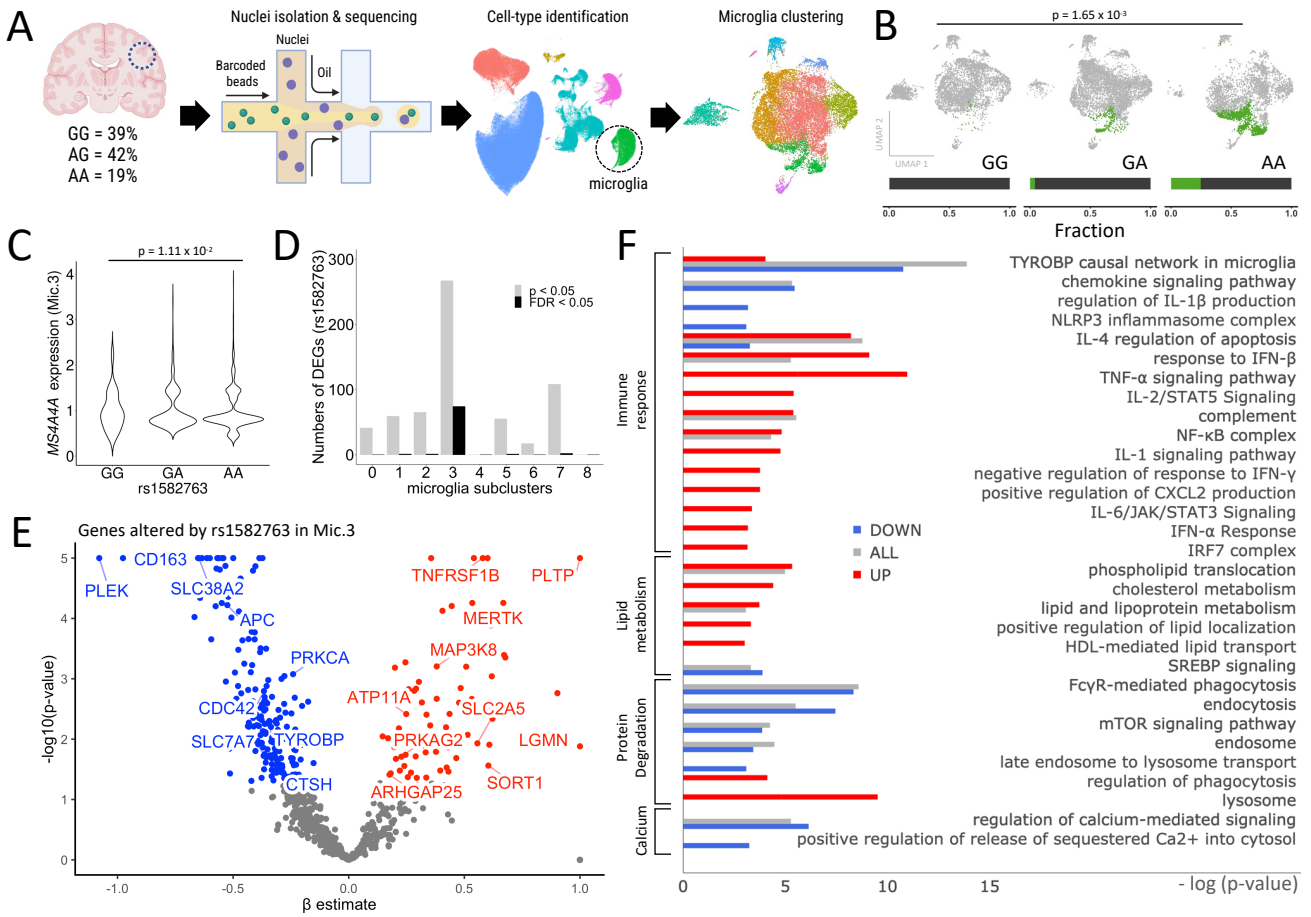 A
Nuclei isolation & sequencing
Cell-type identification
Microglia clustering
Nuclei
Barcoded
beads
Oil
GG = 39%
AG = 42%
AA = 19%
microglia
B
p = 1.65 x 10-3
UMAP 2
UMAP 1
GG
GA
AA
0.0 0.5 1.0
0.0 0.5 1.0
0.0 0.5 1.0
Fraction
C
p = 1.11 x 10-2
MS4A4A expression (Mic.3)
4
3
2
1
0
GG GA AA
rs1582763
D
Numbers of DEGs (rs1582763)
300
200
100
0
p < 0.05
FDR < 0.05
0 1 2 3 4 5 6 7 8
microglia subclusters
E
Genes altered by rs1582763 in Mic.3
-log10(p-value)
5
4
3
2
1
0
CD163
PLEK
SLC38A2
APC
PRKCA
CDC42
SLC7A7
TYROBP
CTSH
TNFRSF1B
PLTP
MERTK
MAP3K8
ATP11A
SLC2A5
PRKAG2
LGMN
SORT1
ARHGAP25
-1.0 -0.5 0.0 0.5 1.0
β estimate
F
Immune
response
Lipid
metabolism
Protein
Degradation
Calcium
TYROBP causal network in microglia
chemokine signaling pathway
regulation of IL-1β production
NLRP3 inflammasome complex
IL-4 regulation of apoptosis
response to IFN-β
TNF-α signaling pathway
IL-2/STAT5 Signaling
complement
NF-κB complex
IL-1 signaling pathway
negative regulation of response to IFN-γ
positive regulation of CXCL2 production
IL-6/JAK/STAT3 Signaling
IFN-α Response
IRF7 complex
phospholipid translocation
cholesterol metabolism
lipid and lipoprotein metabolism
positive regulation of lipid localization
HDL-mediated lipid transport
SREBP signaling
FcγR-mediated phagocytosis
endocytosis
mTOR signaling pathway
endosome
late endosome to lysosome transport
regulation of phagocytosis
lysosome
regulation of calcium-mediated signaling
positive regulation of release of sequestered Ca2+ into cytosol
DOWN
ALL
UP
0 5 10 15
- log (p-value)